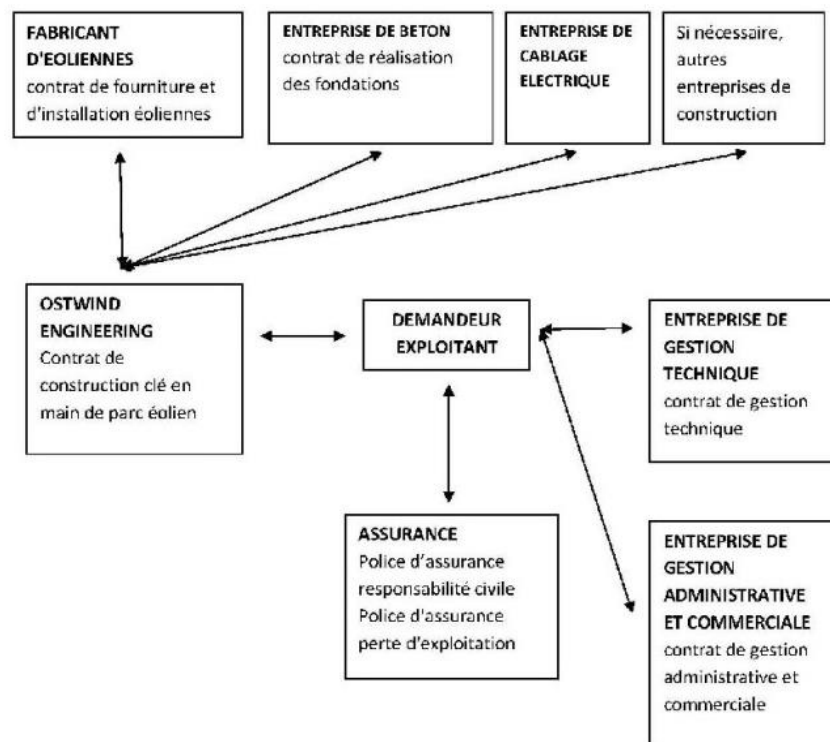 FABRICANT
D'EOLIENNES
contrat de fourniture et
d'installation éoliennes
ENTREPRISE DE BETON
contrat de réalisation
des fondations
ENTREPRISE DE
CABLAGE
ELECTRIQUE
Si nécessaire,
autres
entreprises de
construction
OSTWIND
ENGINEERING
Contrat de
construction clé en
main de parc éolien
DEMANDEUR
EXPLOITANT
ENTREPRISE DE
GESTION
TECHNIQUE
contrat de gestion
technique
ASSURANCE
Police d'assurance
responsabilité civile
Police d'assurance
perte d'exploitation
ENTREPRISE DE
GESTION
ADMINISTRATIVE
ET COMMERCIALE
contrat de gestion
administrative et
commerciale